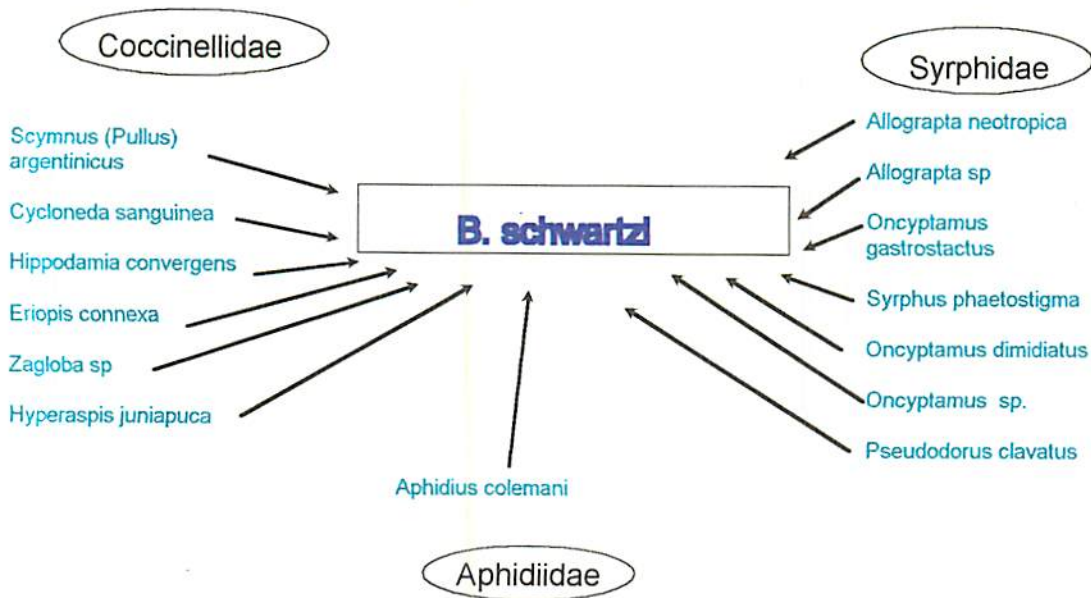 Coccinellidae
Scymnus (Pullus)
argentinicus
Cycloneda sanguinea
Hippodamia convergens
Eriopis connexa
Zagloba sp
Hyperaspis juniapuca
B. schwartzi
Syrphidae
Allograpta neotropica
Allograpta sp
Oncyptamus
gastrostactus
Syrphus phaetostigma
Oncyptamus dimidiatus
Oncyptamus sp.
Pseudodorus clavatus
Aphidius colemani
Aphidiidae